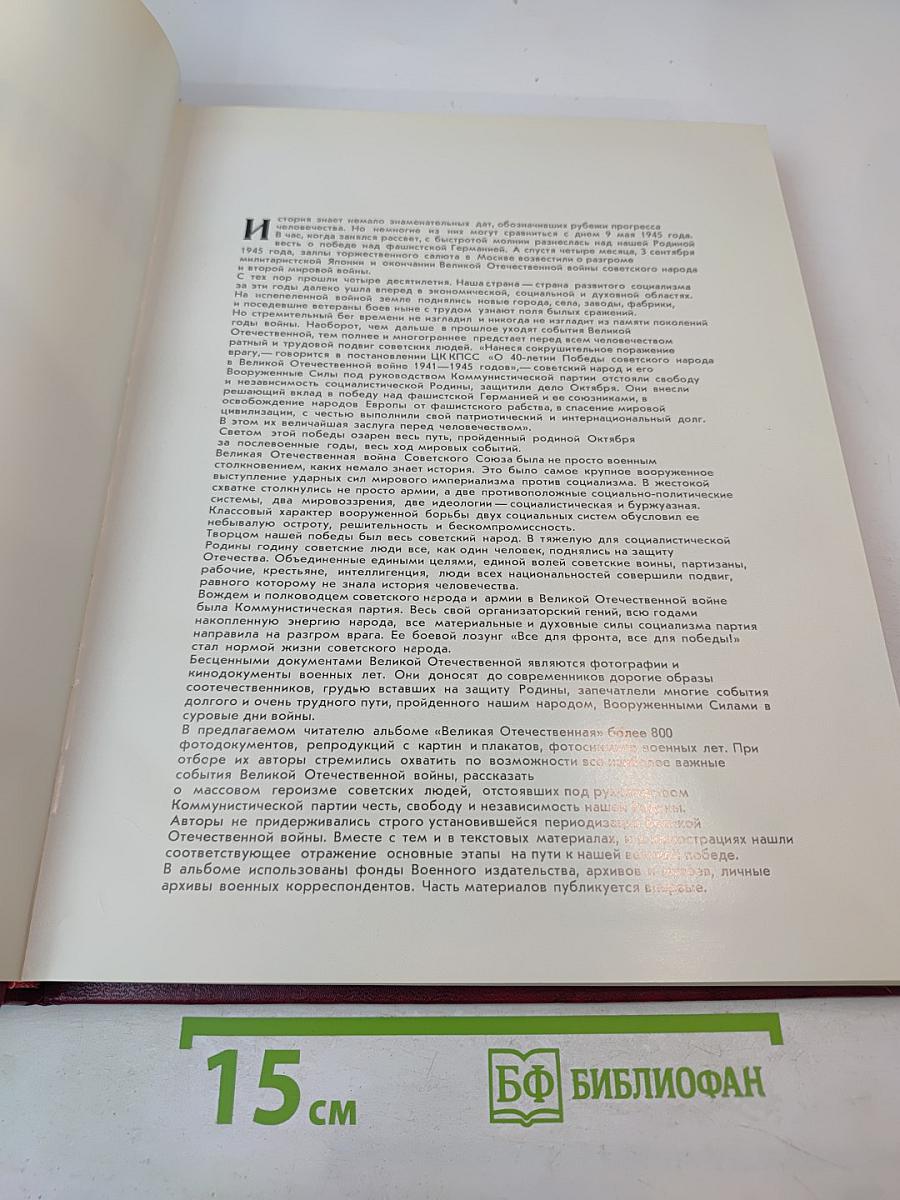 История знает немало знаменательных дат, обозначивших рубежи прогресса
человечества. Но немногие из них могут сравниться с днем 9 мая 1945 года.
В час, когда занялся рассвет, с быстротой молнии разнеслась над нашей Родиной
весть о победе над фашистской Германией. А спустя четыре месяца, 3 сентября
1945 года, залпы торжественного салюта в Москве возвестили о разгроме
милитаристской Японии и окончании Великой Отечественной войны советского народа
и второй мировой войны.
С тех пор прошли четыре десятилетия. Наша страна — страна развитого социализма
за эти годы далеко ушла вперед в экономической, социальной и духовной областях.
На испепеленной войной земле поднялись новые города, села, заводы, фабрики,
и поседевшие ветераны боев ныне с трудом узнают поля былых сражений.
Но стремительный бег времени не изгладил и никогда не изгладит из памяти поколений
годы войны. Наоборот, чем дальше в прошлое уходят события Великой
Отечественной, тем полнее и многограннее предстает перед всем человечеством
ратный и трудовой подвиг советских людей. «Нанеся сокрушительное поражение
врагу,— говорится в постановлении ЦК КПСС «О 40-летии Победы советского народа
в Великой Отечественной войне 1941—1945 годов»,— советский народ и его
Вооруженные Силы под руководством Коммунистической партии отстояли свободу
и независимость социалистической Родины, защитили дело Октября. Они внесли
решающий вклад в победу над фашистской Германией и ее союзниками, в
освобождение народов Европы от фашистского рабства, в спасение мировой
цивилизации, с честью выполнили свой патриотический и интернациональный долг.
В этом их величайшая заслуга перед человечеством».
Светом этой победы озарен весь путь, пройденный родиной Октября
за послевоенные годы, весь ход мировых событий.
Великая Отечественная война Советского Союза была не просто военным
столкновением, каких немало знает история. Это было самое крупное вооруженное
выступление ударных сил мирового империализма против социализма. В жестокой
схватке столкнулись не просто армии, а две противоположные социально-политические
системы, два мировоззрения, две идеологии — социалистическая и буржуазная.
Классовый характер вооруженной борьбы двух социальных систем обусловил ее
небывалую остроту, решительность и бескомпромиссность.
Творцом нашей победы был весь советский народ. В тяжелую для социалистической
Родины годину советские люди все, как один человек, поднялись на защиту
Отечества. Объединенные едиными целями, единой волей советские воины, партизаны,
рабочие, крестьяне, интеллигенция, люди всех национальностей совершили подвиг,
равного которому не знала история человечества.
Вождем и полководцем советского народа и армии в Великой Отечественной войне
была Коммунистическая партия. Весь свой организаторский гений, всю годами
накопленную энергию народа, все материальные и духовные силы социализма партия
направила на разгром врага. Ее боевой лозунг «Все для фронта, все для победы!»
стал нормой жизни советского народа.
Бесценными документами Великой Отечественной являются фотографии и
кинодокументы военных лет. Они доносят до современников дорогие образы
соотечественников, грудью вставших на защиту Родины, запечатлели многие события
долгого и очень трудного пути, пройденного нашим народом, Вооруженными Силами в
суровые дни войны.
В предлагаемом читателю альбоме «Великая Отечественная» более 800
фотодокументов, репродукций с картин и плакатов, фотоснимков военных лет. При
отборе их авторы стремились охватить по возможности все наиболее важные
события Великой Отечественной войны, рассказать
о массовом героизме советских людей, отстоявших под руководством
Коммунистической партии честь, свободу и независимость нашей Родины.
Авторы не придерживались строго установившейся периодизации Великой
Отечественной войны. Вместе с тем и в текстовых материалах, и в иллюстрациях нашли
соответствующее отражение основные этапы на пути к нашей великой победе.
В альбоме использованы фонды Военного издательства, архивов и музеев, личные
архивы военных корреспондентов. Часть материалов публикуется впервые.
15 см
БФ БИБЛИОФАН